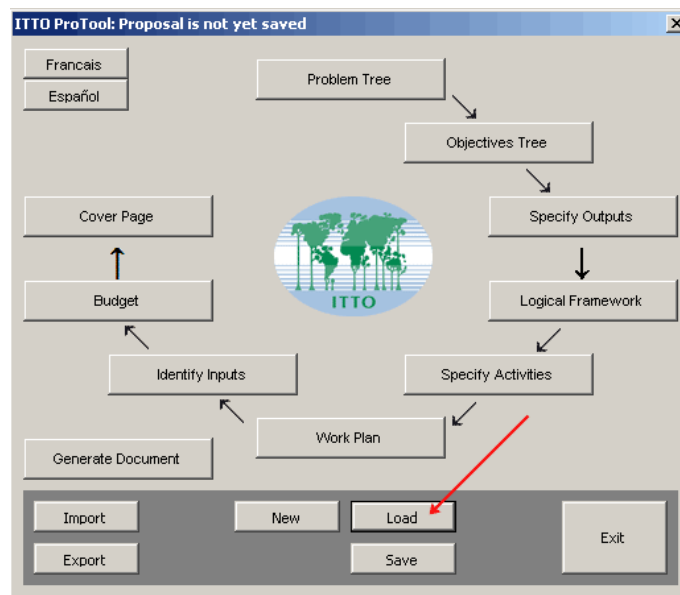 ITTO ProTool: Proposal is not yet saved
Francais
Español
Problem Tree
Objectives Tree
Cover Page
Specify Outputs
ITTO
Budget
Logical Framework
Identify Inputs
Specify Activities
Work Plan
Generate Document
Import
New
Load
Exit
Export
Save